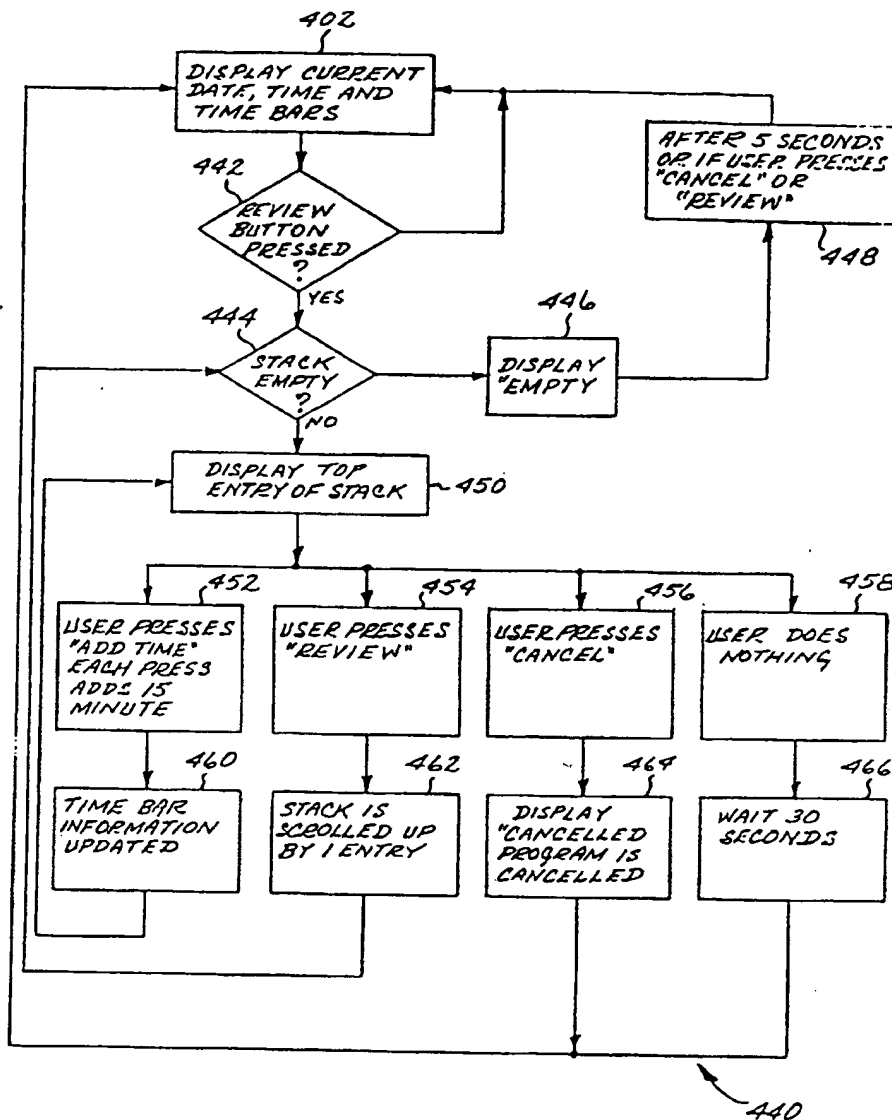 402
DISPLAY CURRENT
DATE, TIME AND
TIME BARS
442
REVIEW
BUTTON
PRESSED
?
YES
AFTER 5 SECONDS
OR IF USER PRESSES
"CANCEL" OR
"REVIEW"
448
444
STACK
EMPTY
?
NO
446
DISPLAY
"EMPTY
DISPLAY TOP
ENTRY OF STACK
450
452
USER PRESSES
"ADD TIME"
EACH PRESS
ADDS 15
MINUTE
454
USER PRESSES
"REVIEW"
456
USER PRESSES
"CANCEL"
458
USER DOES
NOTHING
460
TIME BAR
INFORMATION
UPDATED
462
STACK IS
SCROLLED UP
BY 1 ENTRY
464
DISPLAY
"CANCELLED
PROGRAM IS
CANCELLED
466
WAIT 30
SECONDS
440